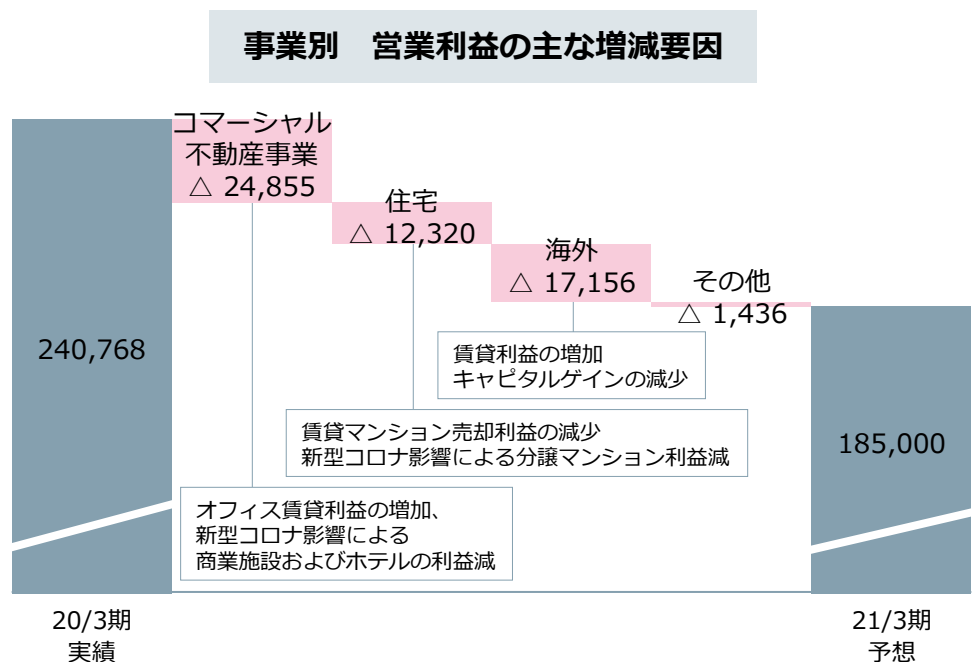 事業別　営業利益の主な増減要因
コマーシャル
不動産事業
△ 24,855
住宅
△ 12,320
海外
△ 17,156
その他
△ 1,436
240,768
賃貸利益の増加
キャピタルゲインの減少
賃貸マンション売却利益の減少
新型コロナ影響による分譲マンション利益減
185,000
オフィス賃貸利益の増加、
新型コロナ影響による
商業施設およびホテルの利益減
20/3期
実績
21/3期
予想